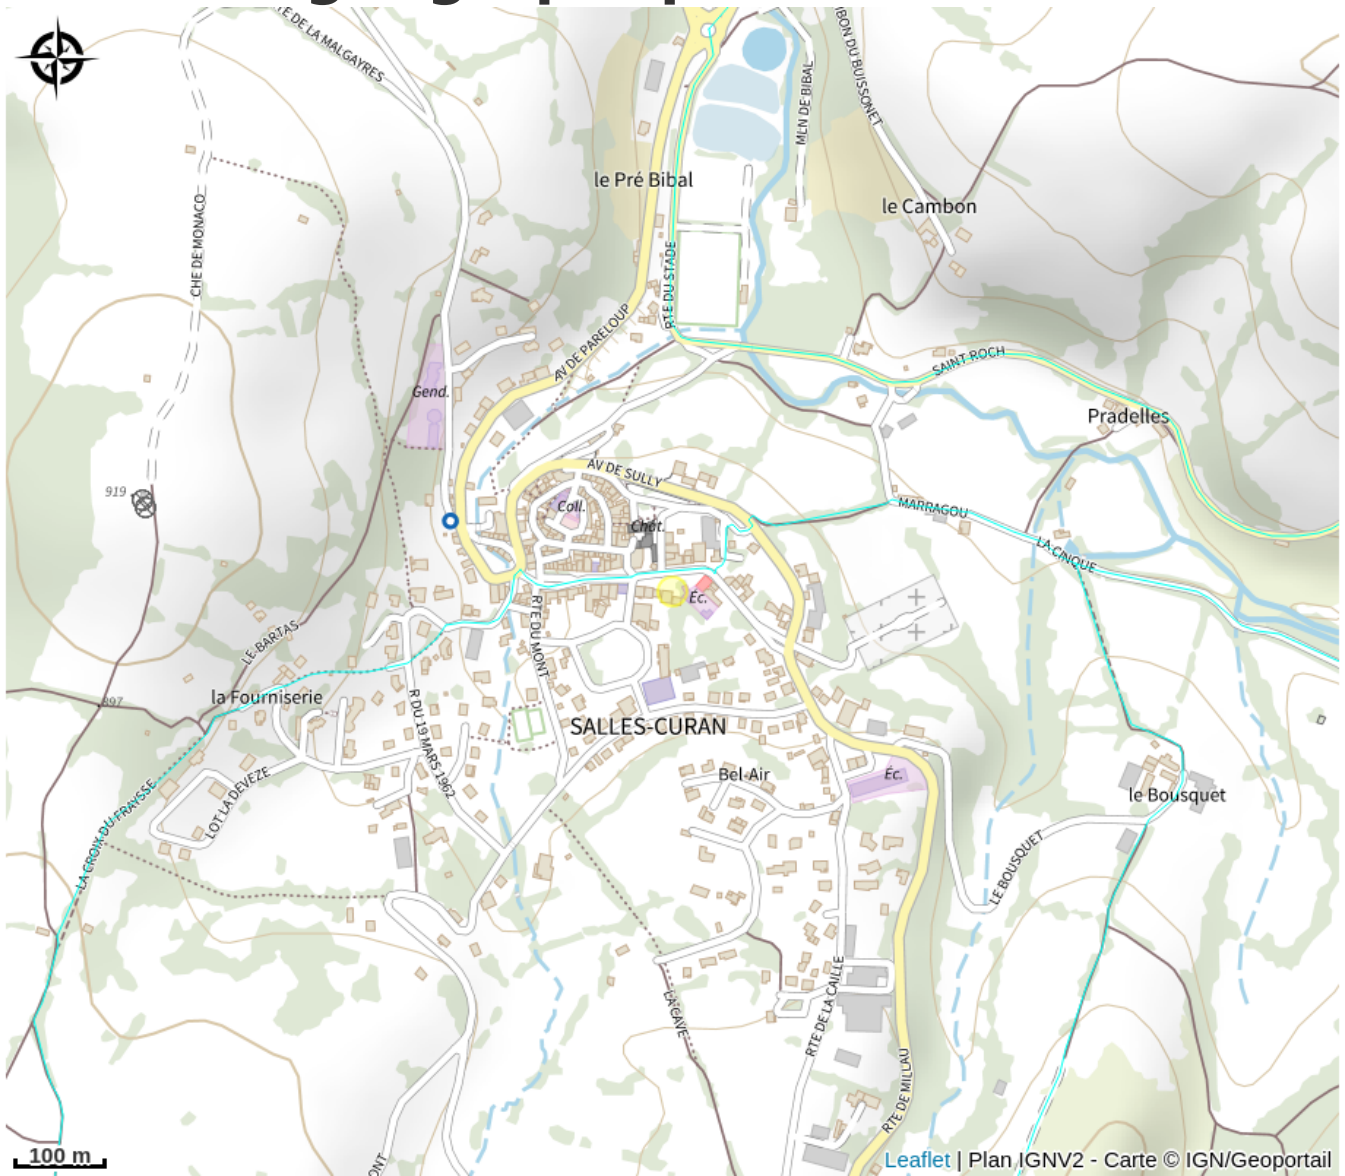 TE DE LA MALGAYRES
BON DU BUISSONET
MLN DE BIBAL
le Pré Bibal
le Cambon
CHE DE MONACO
RTE DU STADE
AV DE PARELOUP
SAINT ROCH
Gend.
Pradelles
AV DE SULLY
919
Coll.
Chât.
MARRAGOU
LA CINQUE
Éc.
RTE DU MONT
LE BARTAS
la Fourniserie
897
R DU 19 MARS 1962
SALLES-CURAN
Bel-Air
Éc.
le Bousquet
LA CROIX DU FRAYSSE
LOT LA DEVEZE
LE BOUSQUET
LA CAVE
RTE DE LA CAILLE
RTE DE MILLAU
ONT
100 m
Leaflet | Plan IGNV2 - Carte © IGN/Geoportail